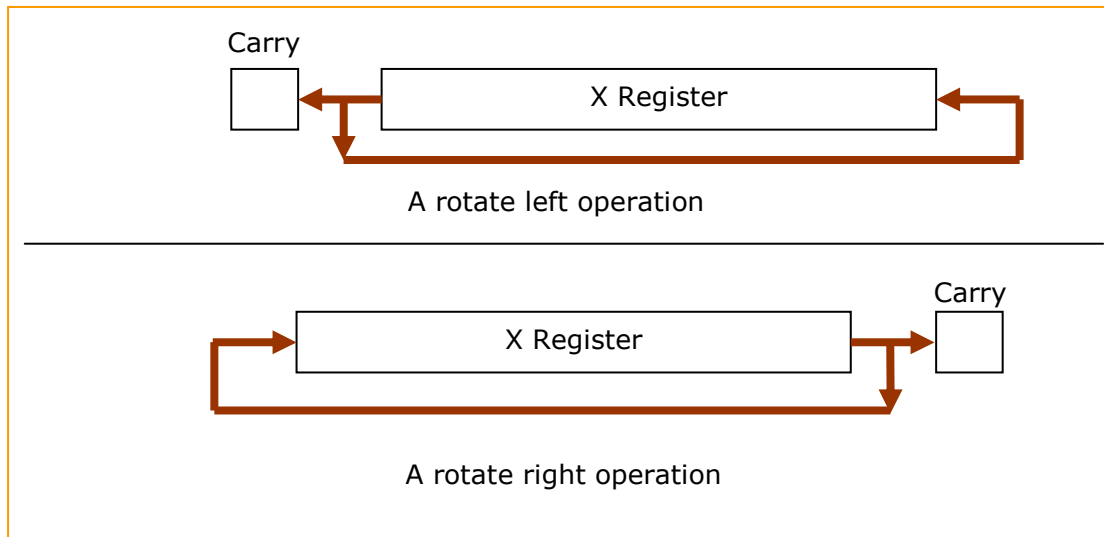 Carry
X Register
A rotate left operation
Carry
X Register
A rotate right operation